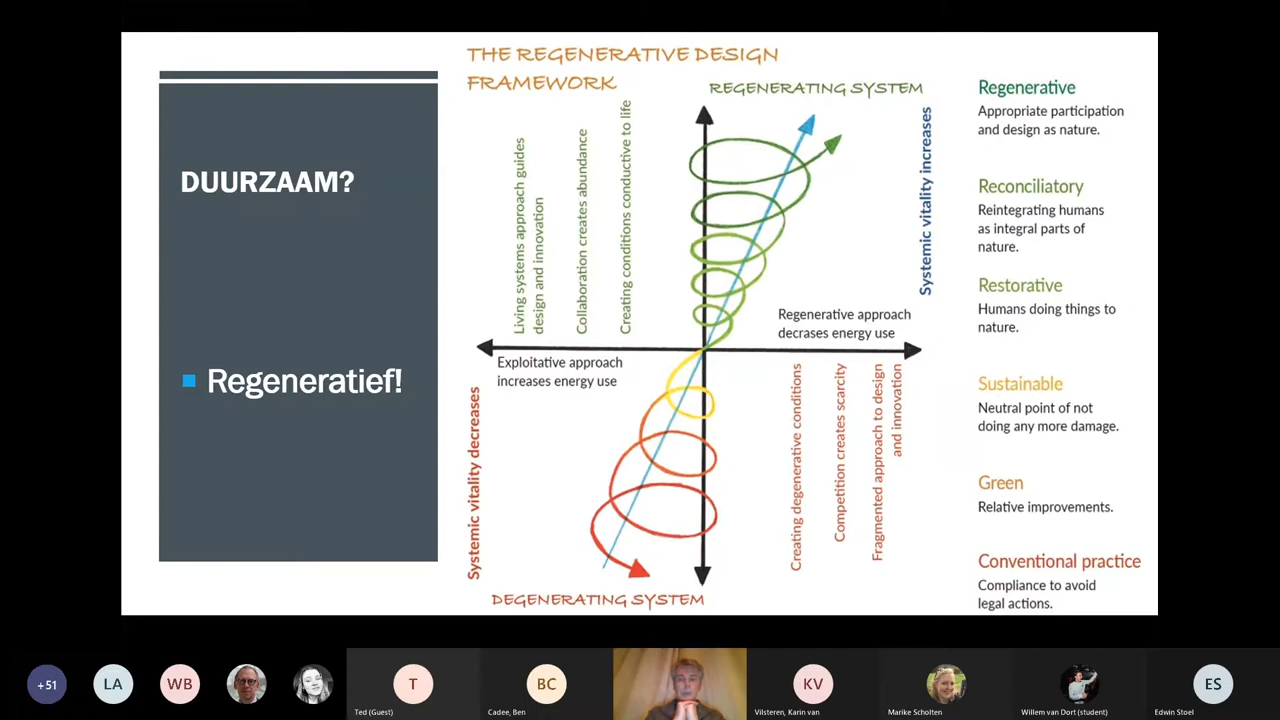 DUURZAAM?
Regeneratief!
THE REGENERATIVE DESIGN
FRAMEWORK
REGENERATING SYSTEM
Living systems approach guides
design and innovation
Collaboration creates abundance
Creating conditions conductive to life
Systemic vitality increases
Regenerative approach
decrases energy use
Exploitative approach
increases energy use
Systemic vitality decreases
Creating degenerative conditions
Competition creates scarcity
Fragmented approach to design
and innovation
DEGENERATING SYSTEM
Regenerative
Appropriate participation
and design as nature.
Reconciliatory
Reintegrating humans
as integral parts of
nature.
Restorative
Humans doing things to
nature.
Sustainable
Neutral point of not
doing any more damage.
Green
Relative improvements.
Conventional practice
Compliance to avoid
legal actions.
+51
LA
WB
T
Ted (Guest)
BC
Cadee, Ben
KV
Vilsteren, Karin van
Marike Scholten
Willem van Dort (student)
ES
Edwin Stoel